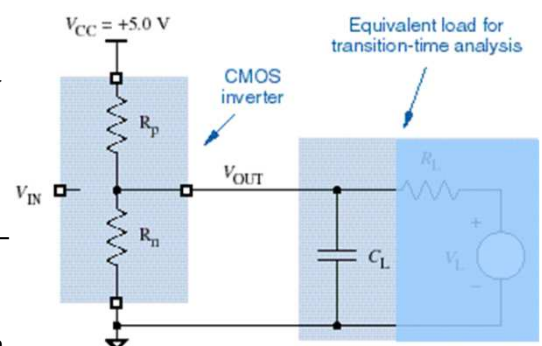 V_CC = +5.0 V
Equivalent load for
transition-time analysis
CMOS
inverter
R_p
R_L
V_IN
V_OUT
R_n
+
C_L
V_L
−